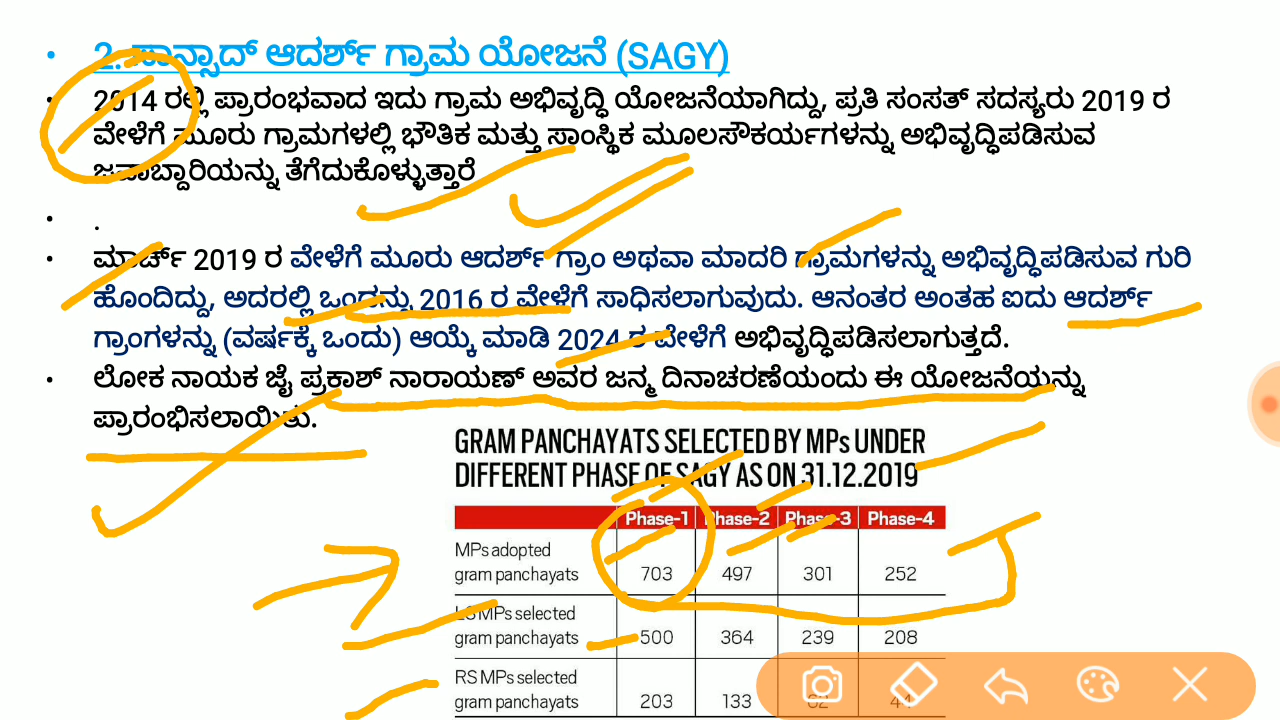 2. ಸಾನ್ಸಾದ್ ಆದರ್ಶ್ ಗ್ರಾಮ ಯೋಜನೆ (SAGY)
2014 ರಲ್ಲಿ ಪ್ರಾರಂಭವಾದ ಇದು ಗ್ರಾಮ ಅಭಿವೃದ್ಧಿ ಯೋಜನೆಯಾಗಿದ್ದು, ಪ್ರತಿ ಸಂಸತ್ ಸದಸ್ಯರು 2019 ರ
ವೇಳೆಗೆ ಮೂರು ಗ್ರಾಮಗಳಲ್ಲಿ ಭೌತಿಕ ಮತ್ತು ಸಾಂಸ್ಥಿಕ ಮೂಲಸೌಕರ್ಯಗಳನ್ನು ಅಭಿವೃದ್ಧಿಪಡಿಸುವ
ಜವಾಬ್ದಾರಿಯನ್ನು ತೆಗೆದುಕೊಳ್ಳುತ್ತಾರೆ
.
ಮಾರ್ಚ್ 2019 ರ ವೇಳೆಗೆ ಮೂರು ಆದರ್ಶ್ ಗ್ರಾಂ ಅಥವಾ ಮಾದರಿ ಗ್ರಾಮಗಳನ್ನು ಅಭಿವೃದ್ಧಿಪಡಿಸುವ ಗುರಿ
ಹೊಂದಿದ್ದು, ಅದರಲ್ಲಿ ಒಂದನ್ನು 2016 ರ ವೇಳೆಗೆ ಸಾಧಿಸಲಾಗುವುದು. ಆನಂತರ ಅಂತಹ ಐದು ಆದರ್ಶ್
ಗ್ರಾಂಗಳನ್ನು (ವರ್ಷಕ್ಕೆ ಒಂದು) ಆಯ್ಕೆ ಮಾಡಿ 2024 ರ ವೇಳೆಗೆ ಅಭಿವೃದ್ಧಿಪಡಿಸಲಾಗುತ್ತದೆ.
ಲೋಕ ನಾಯಕ ಜೈ ಪ್ರಕಾಶ್ ನಾರಾಯಣ್ ಅವರ ಜನ್ಮ ದಿನಾಚರಣೆಯಂದು ಈ ಯೋಜನೆಯನ್ನು
ಪ್ರಾರಂಭಿಸಲಾಯಿತು.
GRAM PANCHAYATS SELECTED BY MPs UNDER
DIFFERENT PHASE OF SAGY AS ON 31.12.2019
Phase-1 Phase-2 Phase-3 Phase-4
MPs adopted
gram panchayats 703 497 301 252
LS MPs selected
gram panchayats 500 364 239 208
RS MPs selected
gram panchayats 203 133 62 44